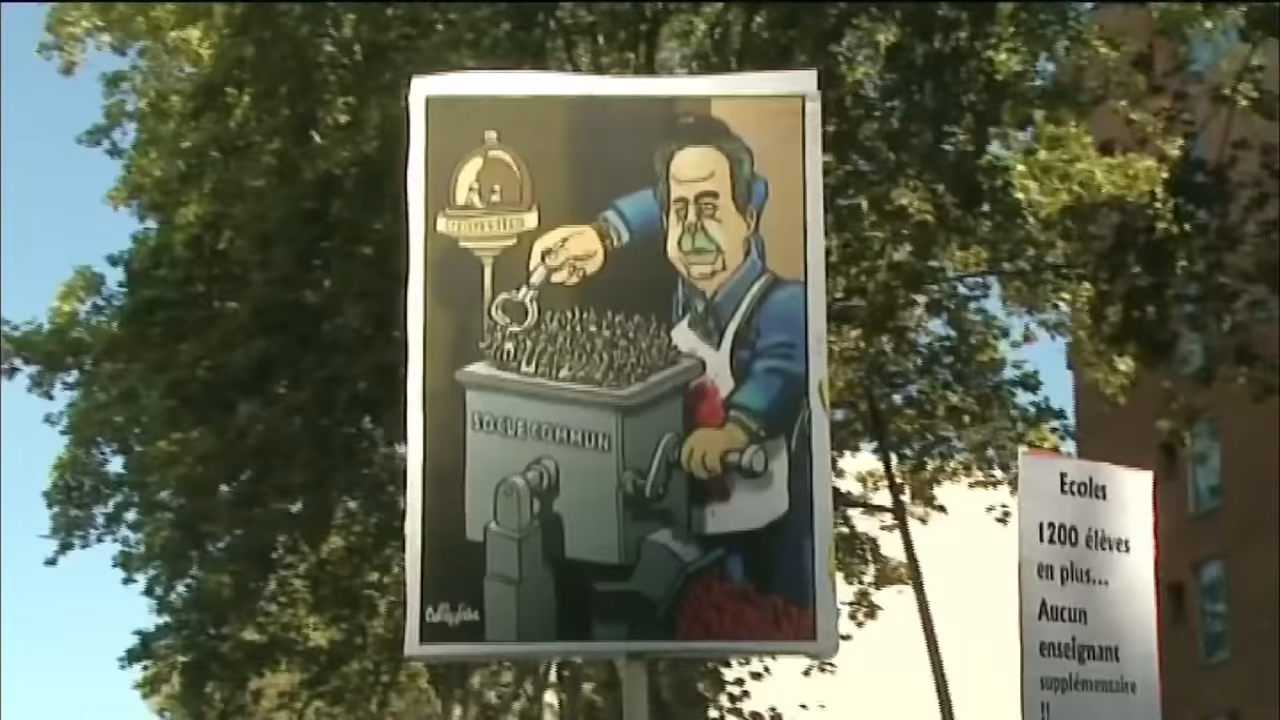 SOCLE COMMUN
Ecoles
1200 élèves
en plus...
Aucun
enseignant
supplémentaire
!!